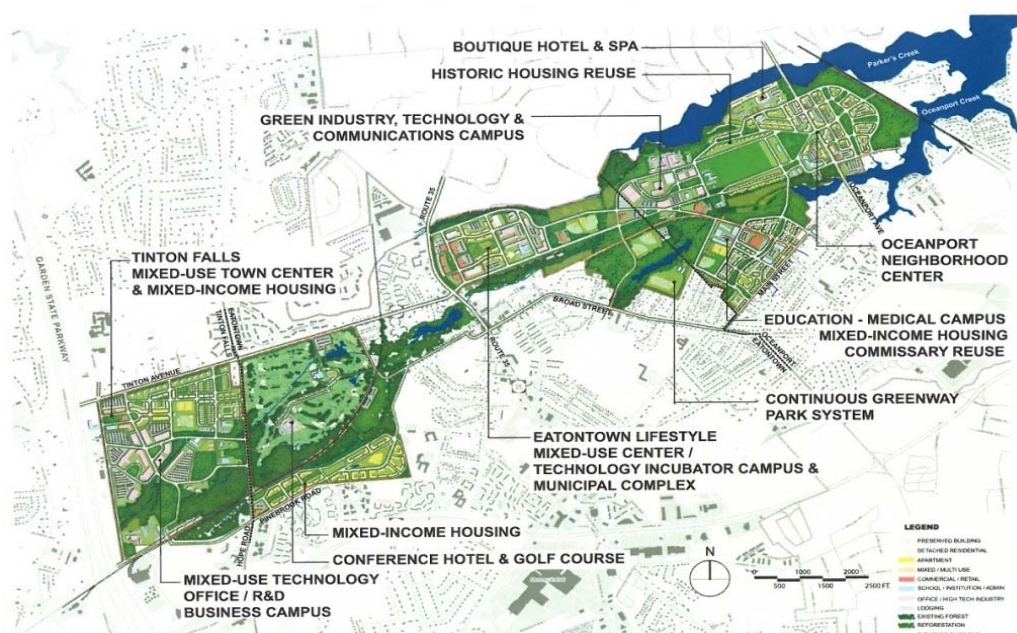 BOUTIQUE HOTEL & SPA
HISTORIC HOUSING REUSE
GREEN INDUSTRY, TECHNOLOGY &
COMMUNICATIONS CAMPUS
Parker's Creek
Oceanport Creek
ROUTE 35
OCEANPORT AVE
OCEANPORT
NEIGHBORHOOD
CENTER
TINTON FALLS
MIXED-USE TOWN CENTER
& MIXED-INCOME HOUSING
GARDEN STATE PARKWAY
EATONTOWN
TINTON FALLS
TINTON AVENUE
BROAD STREET
MAIN STREET
ROUTE 35
OCEANPORT
EATONTOWN
EDUCATION - MEDICAL CAMPUS
MIXED-INCOME HOUSING
COMMISSARY REUSE
CONTINUOUS GREENWAY
PARK SYSTEM
EATONTOWN LIFESTYLE
MIXED-USE CENTER /
TECHNOLOGY INCUBATOR CAMPUS &
MUNICIPAL COMPLEX
PINEBROOK ROAD
HOPE ROAD
MIXED-INCOME HOUSING
CONFERENCE HOTEL & GOLF COURSE
MIXED-USE TECHNOLOGY
OFFICE / R&D
BUSINESS CAMPUS
N
0 1000 2000
500 1500 2500 FT.
LEGEND
PRESERVED BUILDING
DETACHED RESIDENTIAL
APARTMENT
MIXED / MULTI USE
COMMERCIAL / RETAIL
SCHOOL / INSTITUTION / ADMIN
OFFICE / HIGH TECH INDUSTRY
LODGING
EXISTING FOREST
REFORESTATION